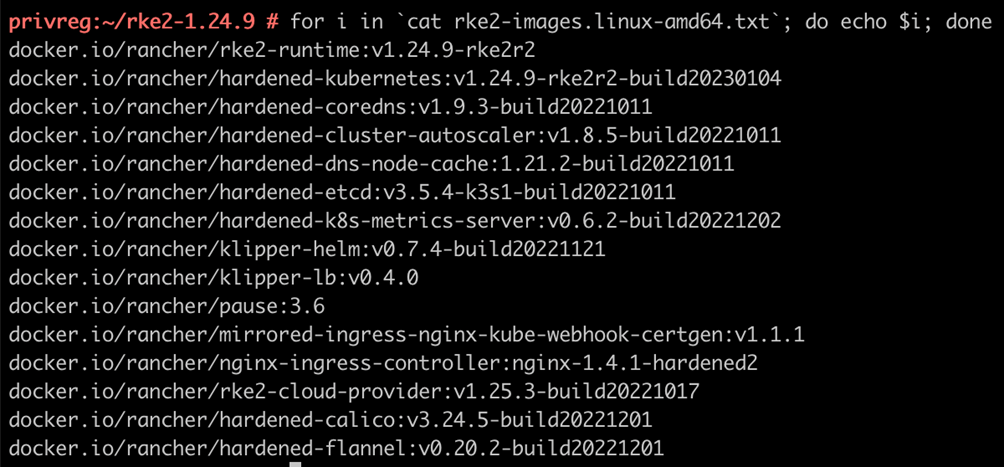 privreg:~/rke2-1.24.9 # for i in `cat rke2-images.linux-amd64.txt`; do echo $i; done
docker.io/rancher/rke2-runtime:v1.24.9-rke2r2
docker.io/rancher/hardened-kubernetes:v1.24.9-rke2r2-build20230104
docker.io/rancher/hardened-coredns:v1.9.3-build20221011
docker.io/rancher/hardened-cluster-autoscaler:v1.8.5-build20221011
docker.io/rancher/hardened-dns-node-cache:1.21.2-build20221011
docker.io/rancher/hardened-etcd:v3.5.4-k3s1-build20221011
docker.io/rancher/hardened-k8s-metrics-server:v0.6.2-build20221202
docker.io/rancher/klipper-helm:v0.7.4-build20221121
docker.io/rancher/klipper-lb:v0.4.0
docker.io/rancher/pause:3.6
docker.io/rancher/mirrored-ingress-nginx-kube-webhook-certgen:v1.1.1
docker.io/rancher/nginx-ingress-controller:nginx-1.4.1-hardened2
docker.io/rancher/rke2-cloud-provider:v1.25.3-build20221017
docker.io/rancher/hardened-calico:v3.24.5-build20221201
docker.io/rancher/hardened-flannel:v0.20.2-build20221201